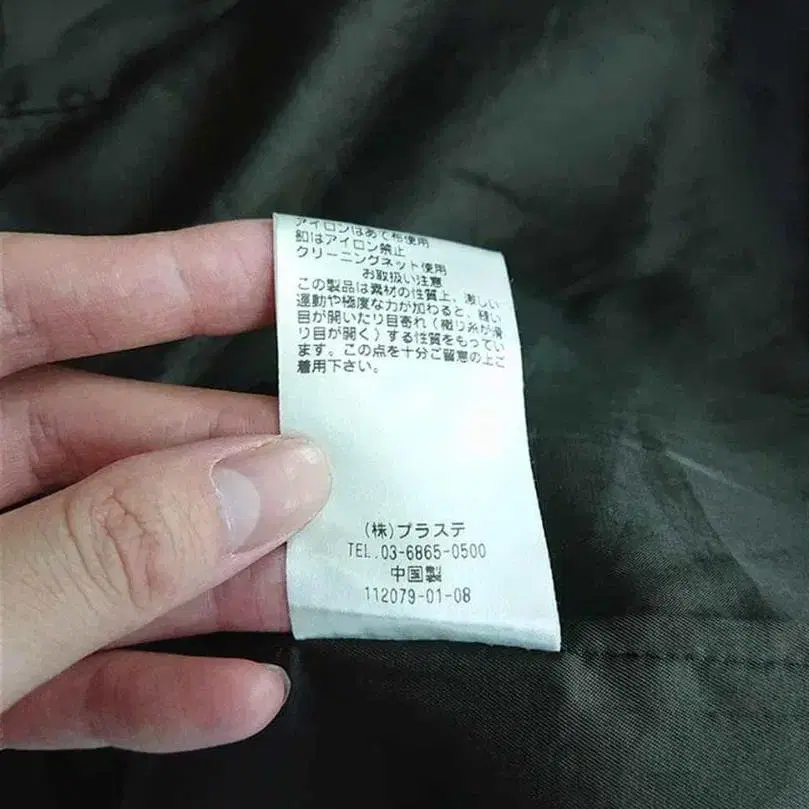 アイロンはあて布使用
釦はアイロン禁止
クリーニングネット使用
お取扱い注意
この製品は素材の性質上、激しい
運動や極度な力が加わると、縫い
目が開いたり目寄れ（織り糸が滑
り目が開く）する性質をもってい
ます。この点を十分ご留意の上ご
着用下さい。
(株)プラステ
TEL.03-6865-0500
中国製
112079-01-08